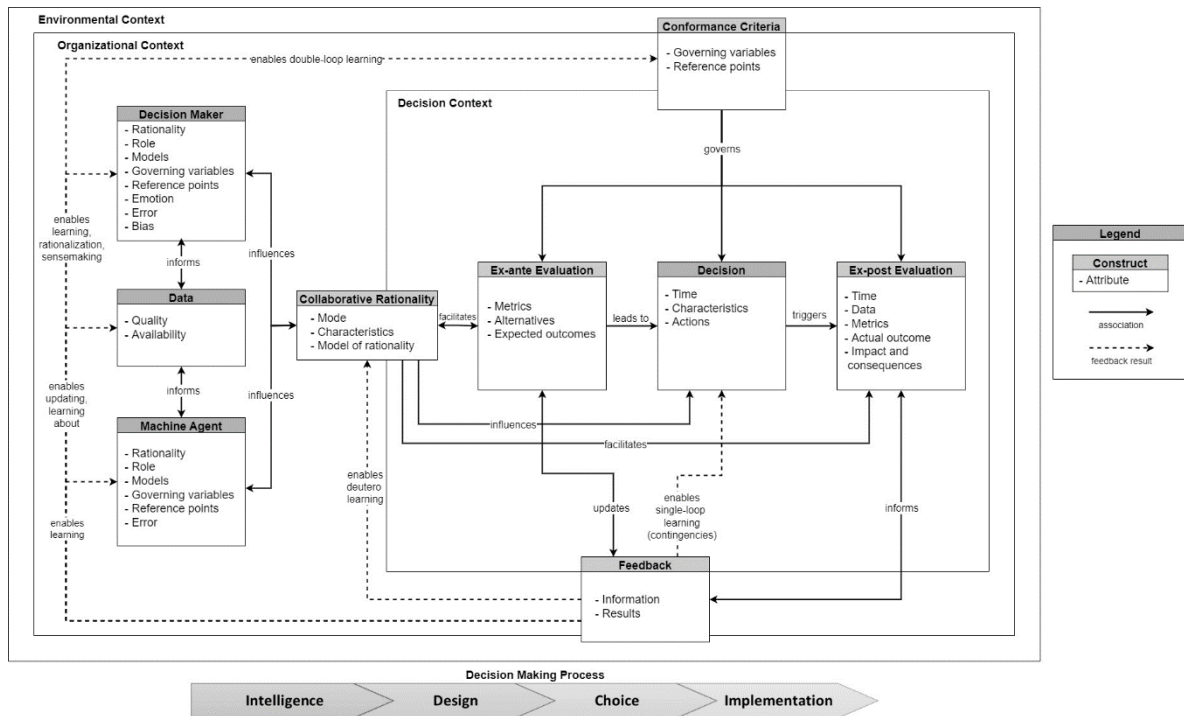 Environmental Context
Organizational Context
enables double-loop learning
Conformance Criteria
- Governing variables
- Reference points
Decision Context
governs
Decision Maker
- Rationality
- Role
- Models
- Governing variables
- Reference points
- Emotion
- Error
- Bias
enables
learning,
rationalization,
sensemaking
informs
influences
Data
- Quality
- Availability
informs
influences
enables
updating,
learning
about
Machine Agent
- Rationality
- Role
- Models
- Governing variables
- Reference points
- Error
enables
learning
Collaborative Rationality
- Mode
- Characteristics
- Model of rationality
facilitates
Ex-ante Evaluation
- Metrics
- Alternatives
- Expected outcomes
leads to
Decision
- Time
- Characteristics
- Actions
triggers
Ex-post Evaluation
- Time
- Data
- Metrics
- Actual outcome
- Impact and
consequences
influences
facilitates
enables
deutero
learning
updates
enables
single-loop
learning
(contingencies)
informs
Feedback
- Information
- Results
Legend
Construct
- Attribute
association
feedback result
Decision Making Process
Intelligence
Design
Choice
Implementation